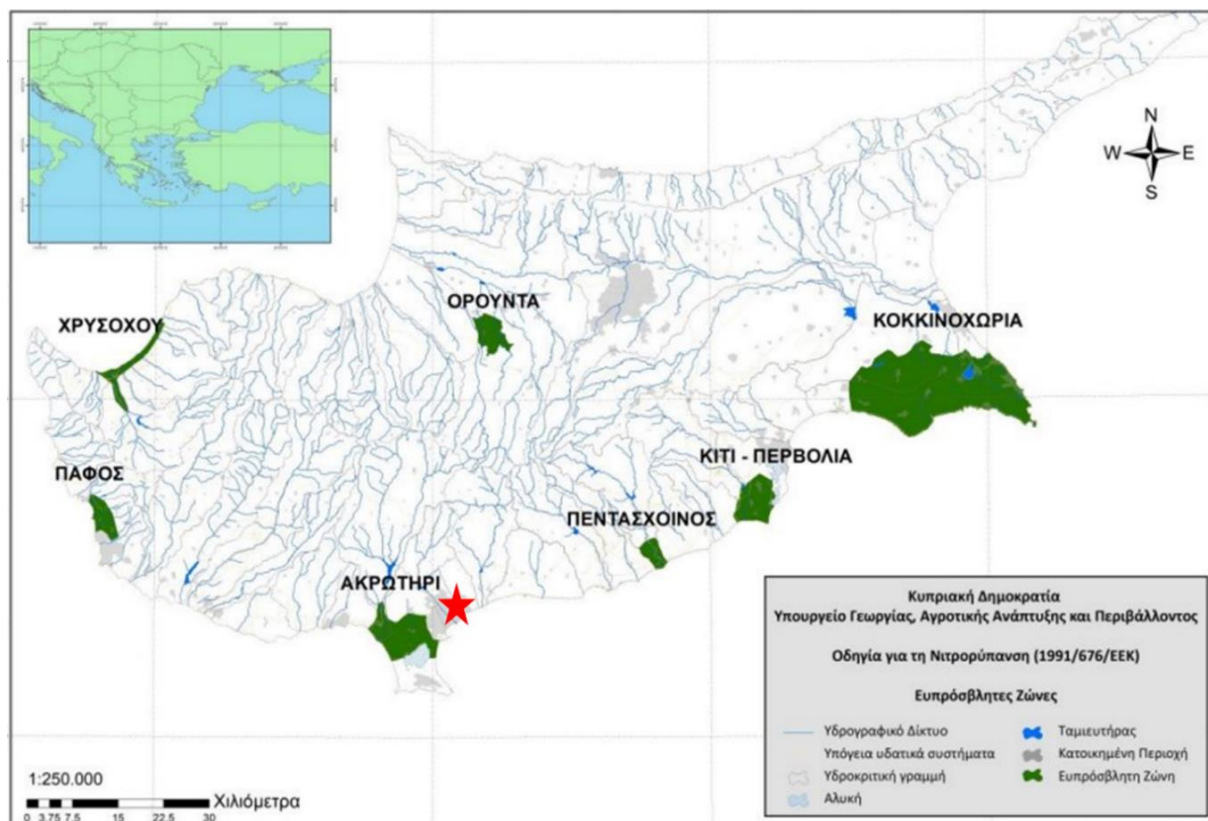 N
W E
S
ΟΡΟΥΝΤΑ
ΧΡΥΣΟΧΟΥ
ΚΟΚΚΙΝΟΧΩΡΙΑ
ΚΙΤΙ - ΠΕΡΒΟΛΙΑ
ΠΑΦΟΣ
ΠΕΝΤΑΣΧΟΙΝΟΣ
ΑΚΡΩΤΗΡΙ
Κυπριακή Δημοκρατία
Υπουργείο Γεωργίας, Αγροτικής Ανάπτυξης και Περιβάλλοντος
Οδηγία για τη Νιτρορύπανση (1991/676/ΕΕΚ)
Ευπρόσβλητες Ζώνες
Υδρογραφικό Δίκτυο
Υπόγεια υδατικά συστήματα
Υδροκριτική γραμμή
Αλυκή
Ταμιευτήρας
Κατοικημένη Περιοχή
Ευπρόσβλητη Ζώνη
1:250.000
Χιλιόμετρα
0 3.75 7.5 15 22.5 30